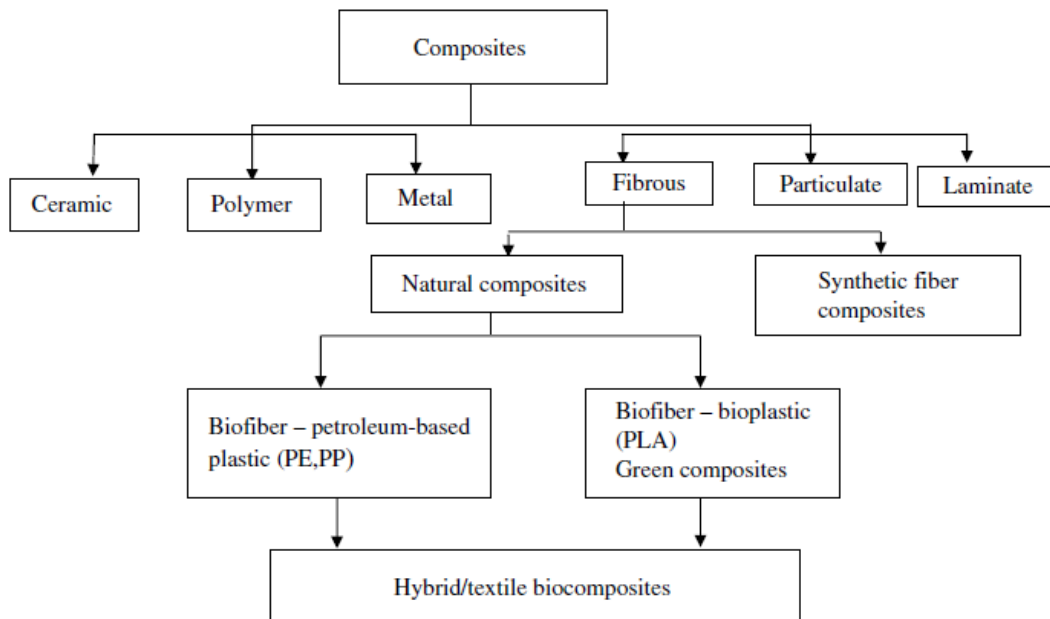 Composites
Ceramic
Polymer
Metal
Fibrous
Particulate
Laminate
Natural composites
Synthetic fiber
composites
Biofiber – petroleum-based
plastic (PE,PP)
Biofiber – bioplastic
(PLA)
Green composites
Hybrid/textile biocomposites